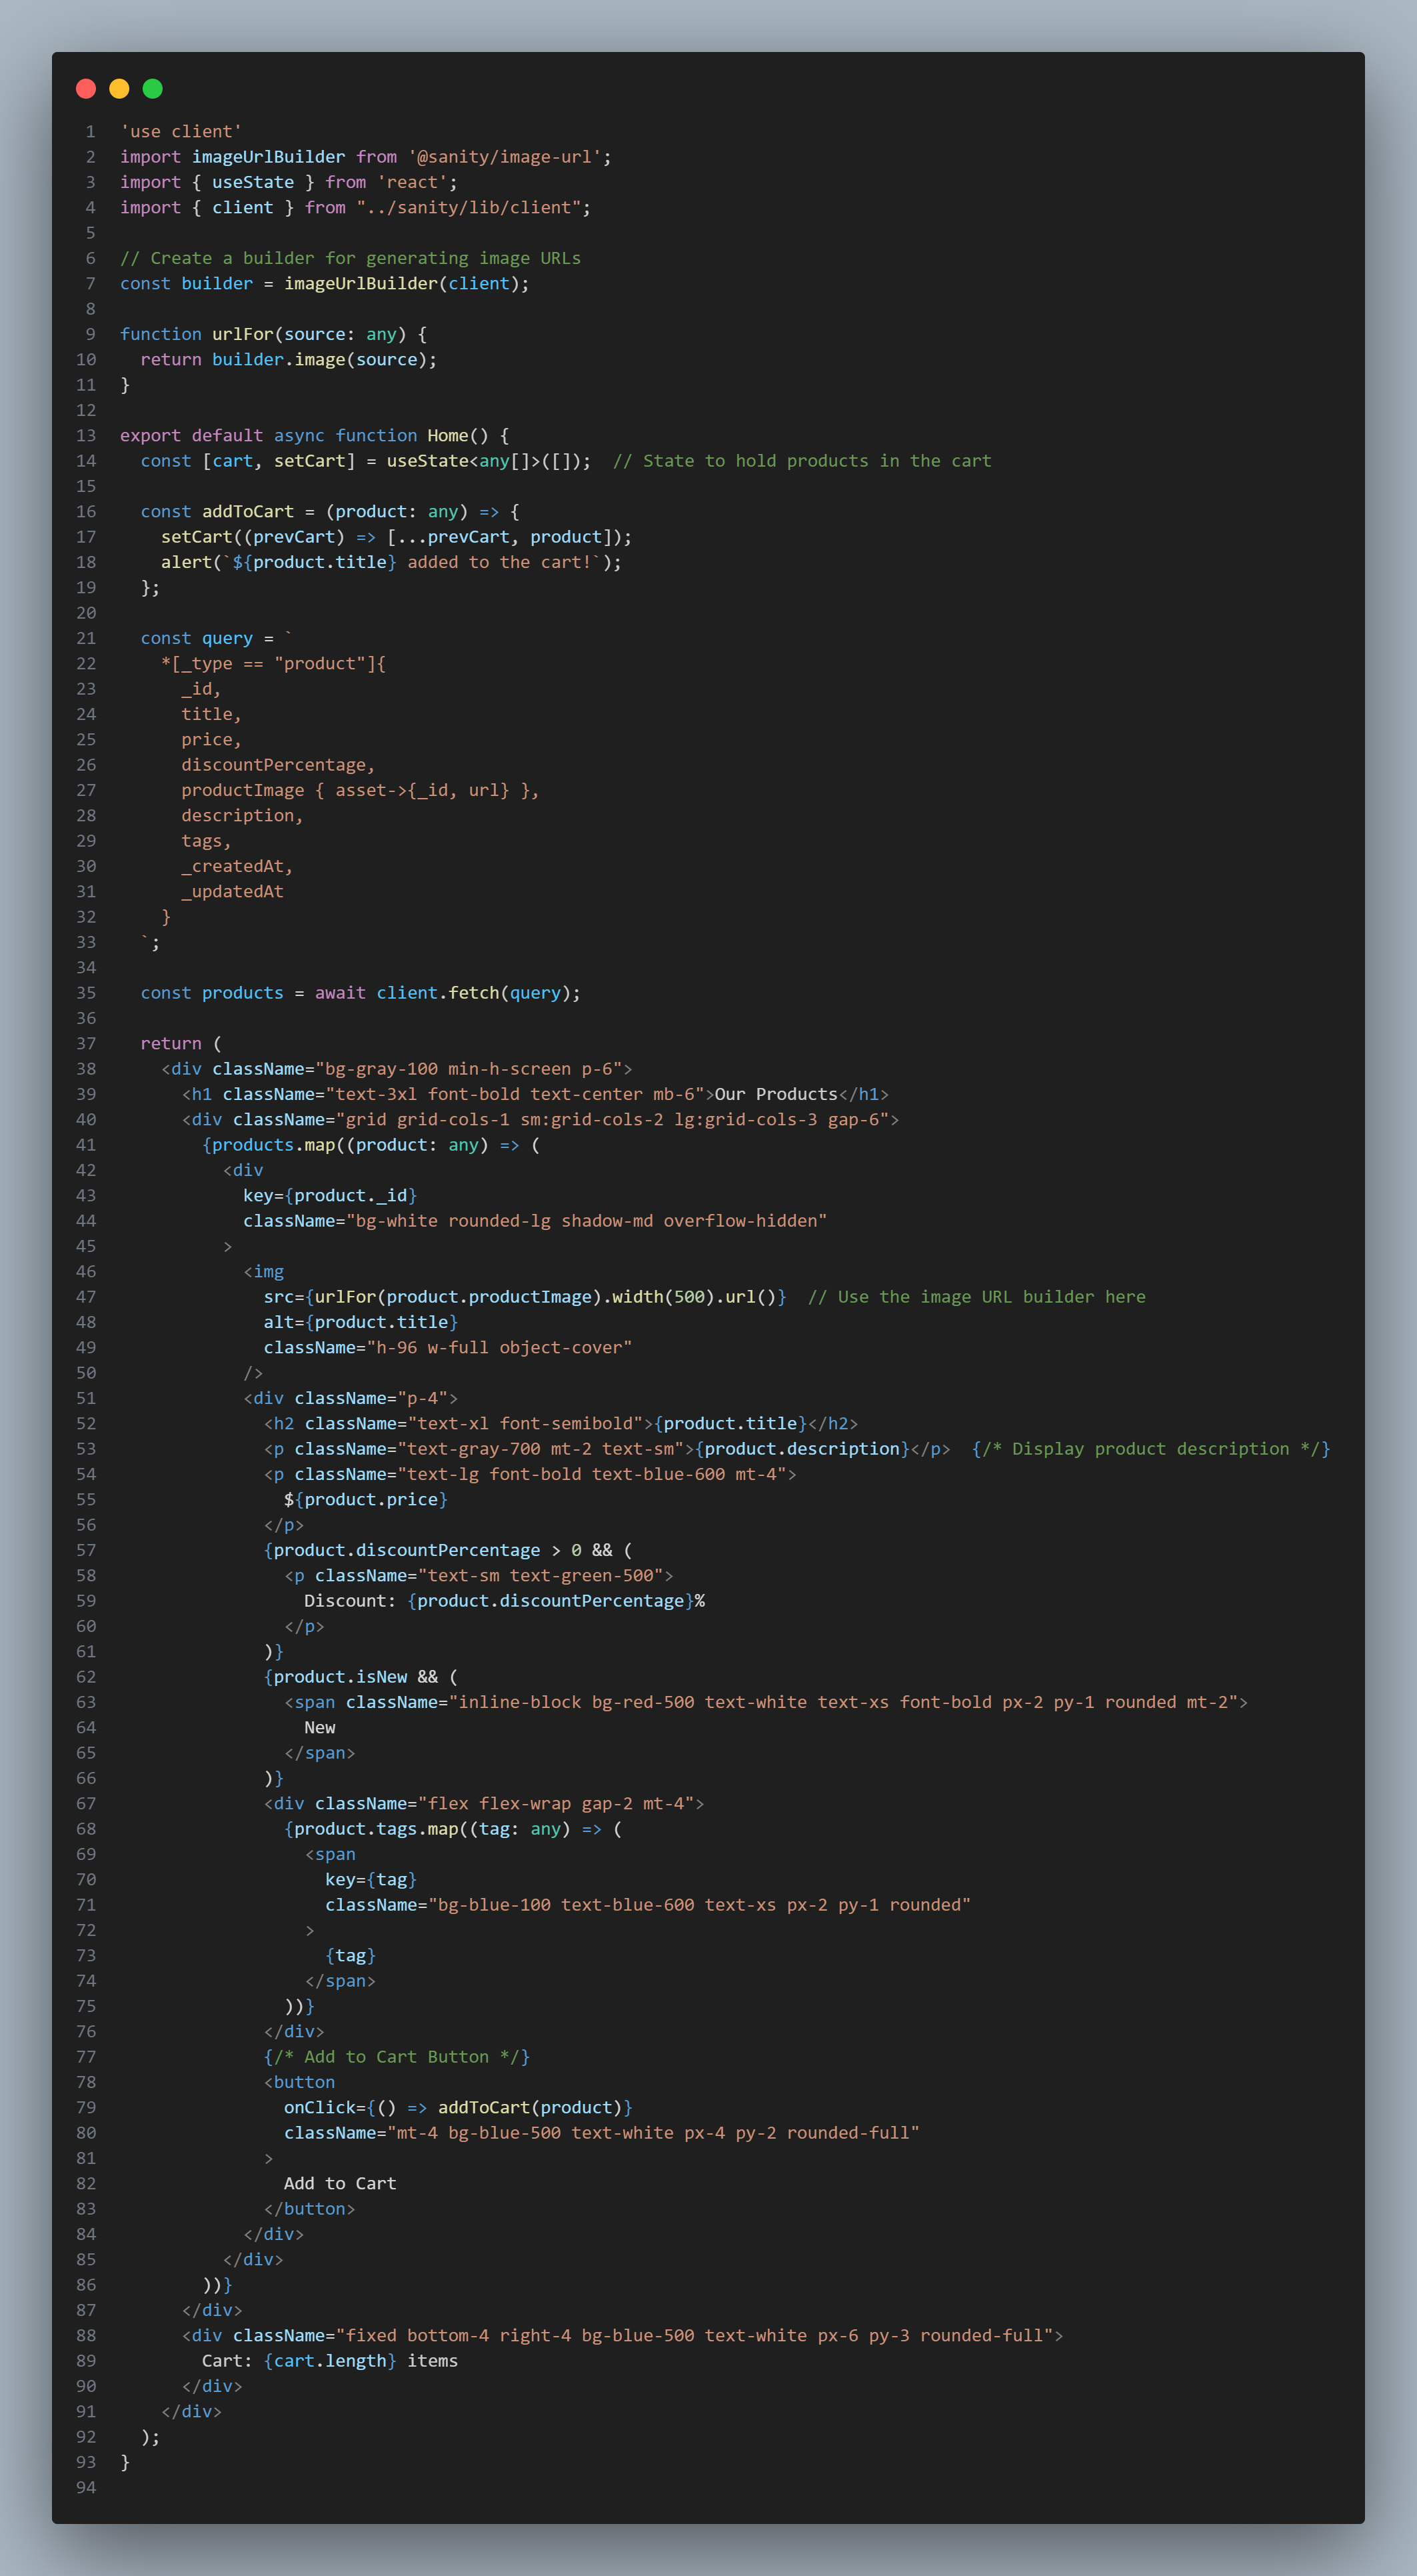 1 'use client'
2 import imageUrlBuilder from '@sanity/image-url';
3 import { useState } from 'react';
4 import { client } from "../sanity/lib/client";
5
6 // Create a builder for generating image URLs
7 const builder = imageUrlBuilder(client);
8
9 function urlFor(source: any) {
10   return builder.image(source);
11 }
12
13 export default async function Home() {
14   const [cart, setCart] = useState<any[]>([]);  // State to hold products in the cart
15
16   const addToCart = (product: any) => {
17     setCart((prevCart) => [...prevCart, product]);
18     alert(`${product.title} added to the cart!`);
19   };
20
21   const query = `
22     *[_type == "product"]{
23       _id,
24       title,
25       price,
26       discountPercentage,
27       productImage { asset->{_id, url} },
28       description,
29       tags,
30       _createdAt,
31       _updatedAt
32     }
33   `;
34
35   const products = await client.fetch(query);
36
37   return (
38     <div className="bg-gray-100 min-h-screen p-6">
39       <h1 className="text-3xl font-bold text-center mb-6">Our Products</h1>
40       <div className="grid grid-cols-1 sm:grid-cols-2 lg:grid-cols-3 gap-6">
41         {products.map((product: any) => (
42           <div
43             key={product._id}
44             className="bg-white rounded-lg shadow-md overflow-hidden"
45           >
46             <img
47               src={urlFor(product.productImage).width(500).url()}  // Use the image URL builder here
48               alt={product.title}
49               className="h-96 w-full object-cover"
50             />
51             <div className="p-4">
52               <h2 className="text-xl font-semibold">{product.title}</h2>
53               <p className="text-gray-700 mt-2 text-sm">{product.description}</p>  {/* Display product description */}
54               <p className="text-lg font-bold text-blue-600 mt-4">
55                 ${product.price}
56               </p>
57               {product.discountPercentage > 0 && (
58                 <p className="text-sm text-green-500">
59                   Discount: {product.discountPercentage}%
60                 </p>
61               )}
62               {product.isNew && (
63                 <span className="inline-block bg-red-500 text-white text-xs font-bold px-2 py-1 rounded mt-2">
64                   New
65                 </span>
66               )}
67               <div className="flex flex-wrap gap-2 mt-4">
68                 {product.tags.map((tag: any) => (
69                   <span
70                     key={tag}
71                     className="bg-blue-100 text-blue-600 text-xs px-2 py-1 rounded"
72                   >
73                     {tag}
74                   </span>
75                 ))}
76               </div>
77               {/* Add to Cart Button */}
78               <button
79                 onClick={() => addToCart(product)}
80                 className="mt-4 bg-blue-500 text-white px-4 py-2 rounded-full"
81               >
82                 Add to Cart
83               </button>
84             </div>
85           </div>
86         ))}
87       </div>
88       <div className="fixed bottom-4 right-4 bg-blue-500 text-white px-6 py-3 rounded-full">
89         Cart: {cart.length} items
90       </div>
91     </div>
92   );
93 }
94